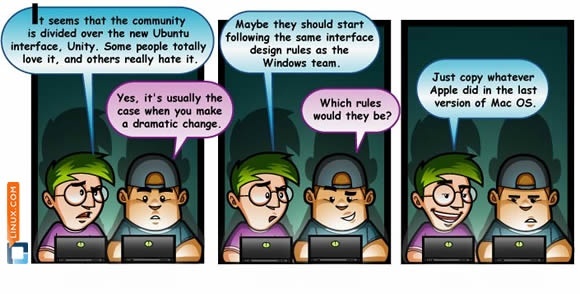 It seems that the community
is divided over the new Ubuntu
interface, Unity. Some people totally
love it, and others really hate it.
Yes, it's usually the
case when you make
a dramatic change.
Maybe they should start
following the same interface
design rules as the
Windows team.
Which rules
would they be?
Just copy whatever
Apple did in the last
version of Mac OS.
LINUX.COM